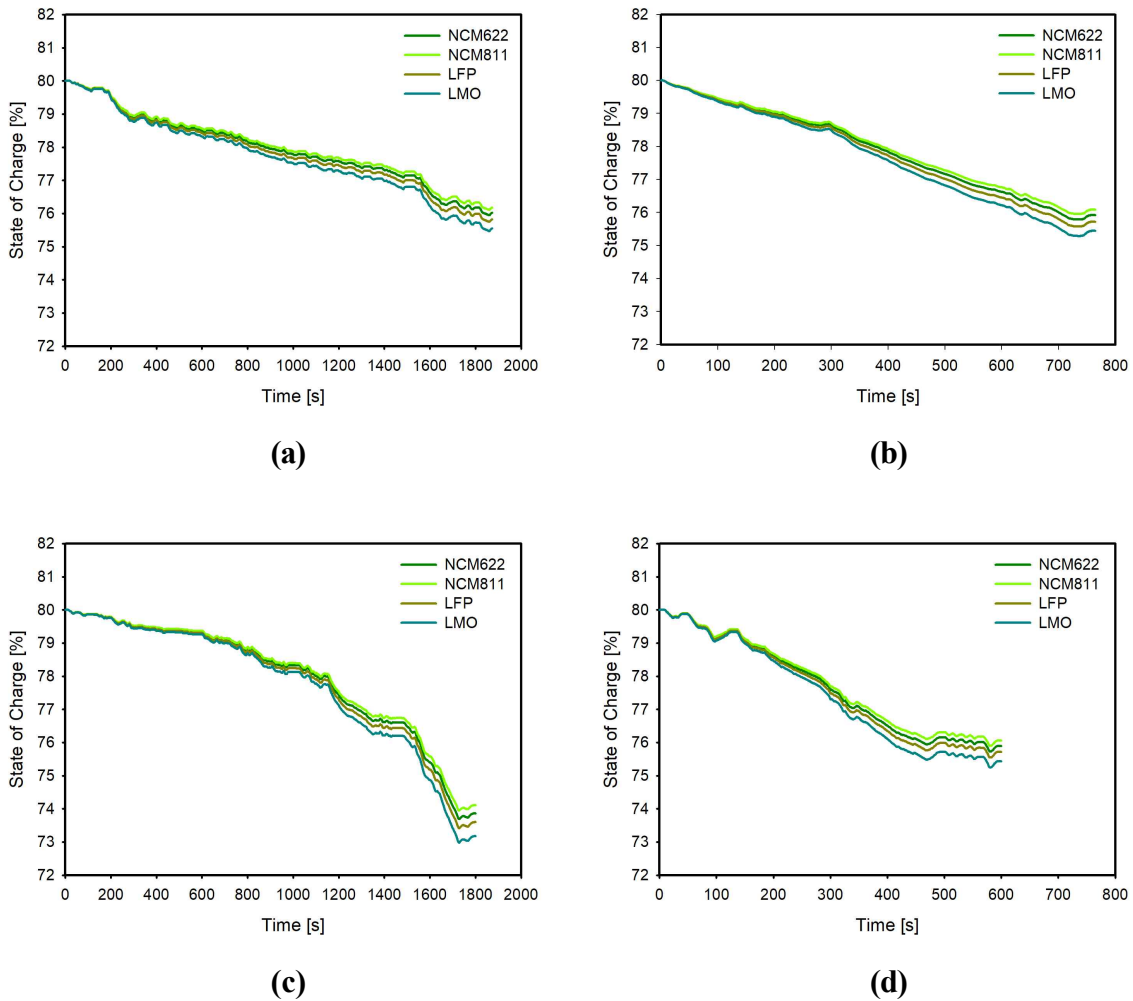 82
81
80
79
78
77
76
75
74
73
72
State of Charge [%]
NCM622
NCM811
LFP
LMO
0 200 400 600 800 1000 1200 1400 1600 1800 2000
Time [s]
(a)
82
81
80
79
78
77
76
75
74
73
72
State of Charge [%]
NCM622
NCM811
LFP
LMO
0 100 200 300 400 500 600 700 800
Time [s]
(b)
82
81
80
79
78
77
76
75
74
73
72
State of Charge [%]
NCM622
NCM811
LFP
LMO
0 200 400 600 800 1000 1200 1400 1600 1800 2000
Time [s]
(c)
82
81
80
79
78
77
76
75
74
73
72
State of Charge [%]
NCM622
NCM811
LFP
LMO
0 100 200 300 400 500 600 700 800
Time [s]
(d)